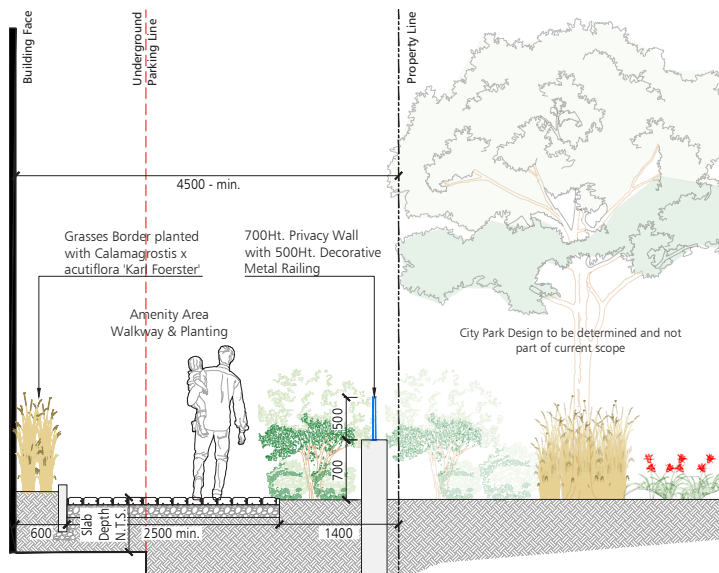 Building Face
Underground
Parking Line
Property Line
4500 - min.
Grasses Border planted
with Calamagrostis x
acutiflora 'Karl Foerster'
700Ht. Privacy Wall
with 500Ht. Decorative
Metal Railing
Amenity Area
Walkway & Planting
City Park Design to be determined and not
part of current scope
500
700
600
Slab
Depth
N.T.S.
2500 min.
1400